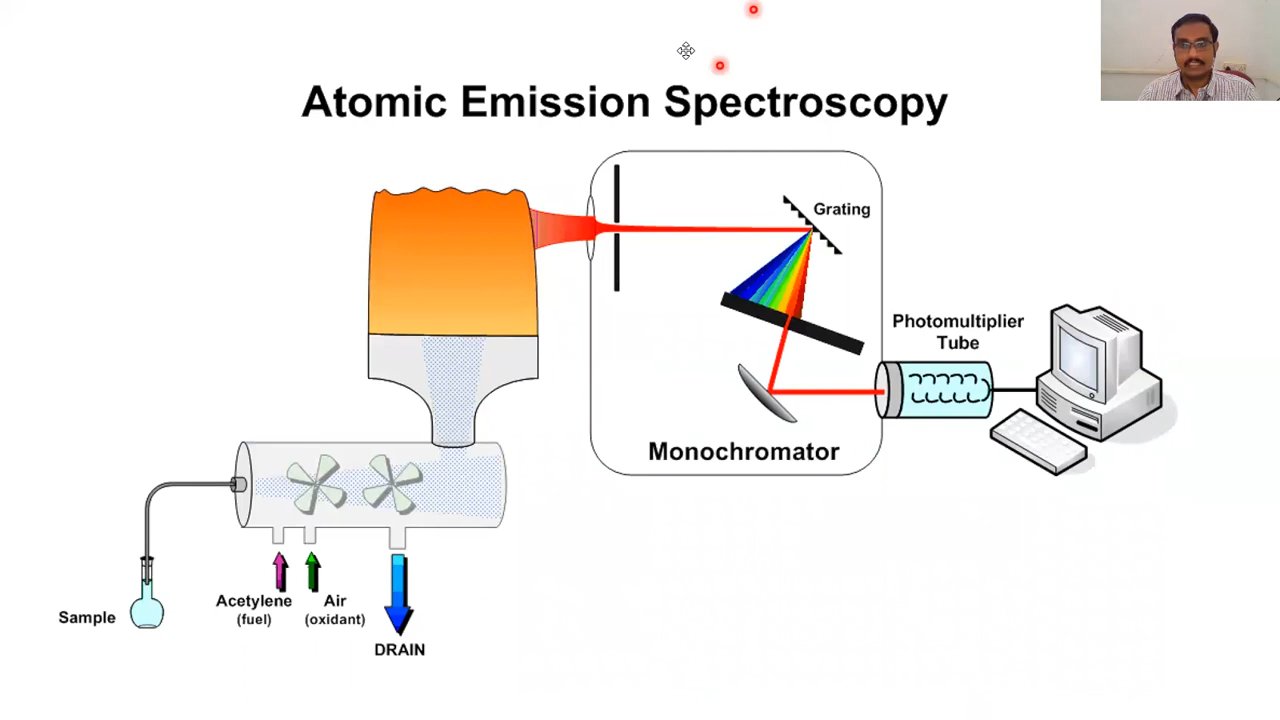 Atomic Emission Spectroscopy
Grating
Photomultiplier
Tube
Monochromator
Sample
Acetylene
(fuel)
Air
(oxidant)
DRAIN